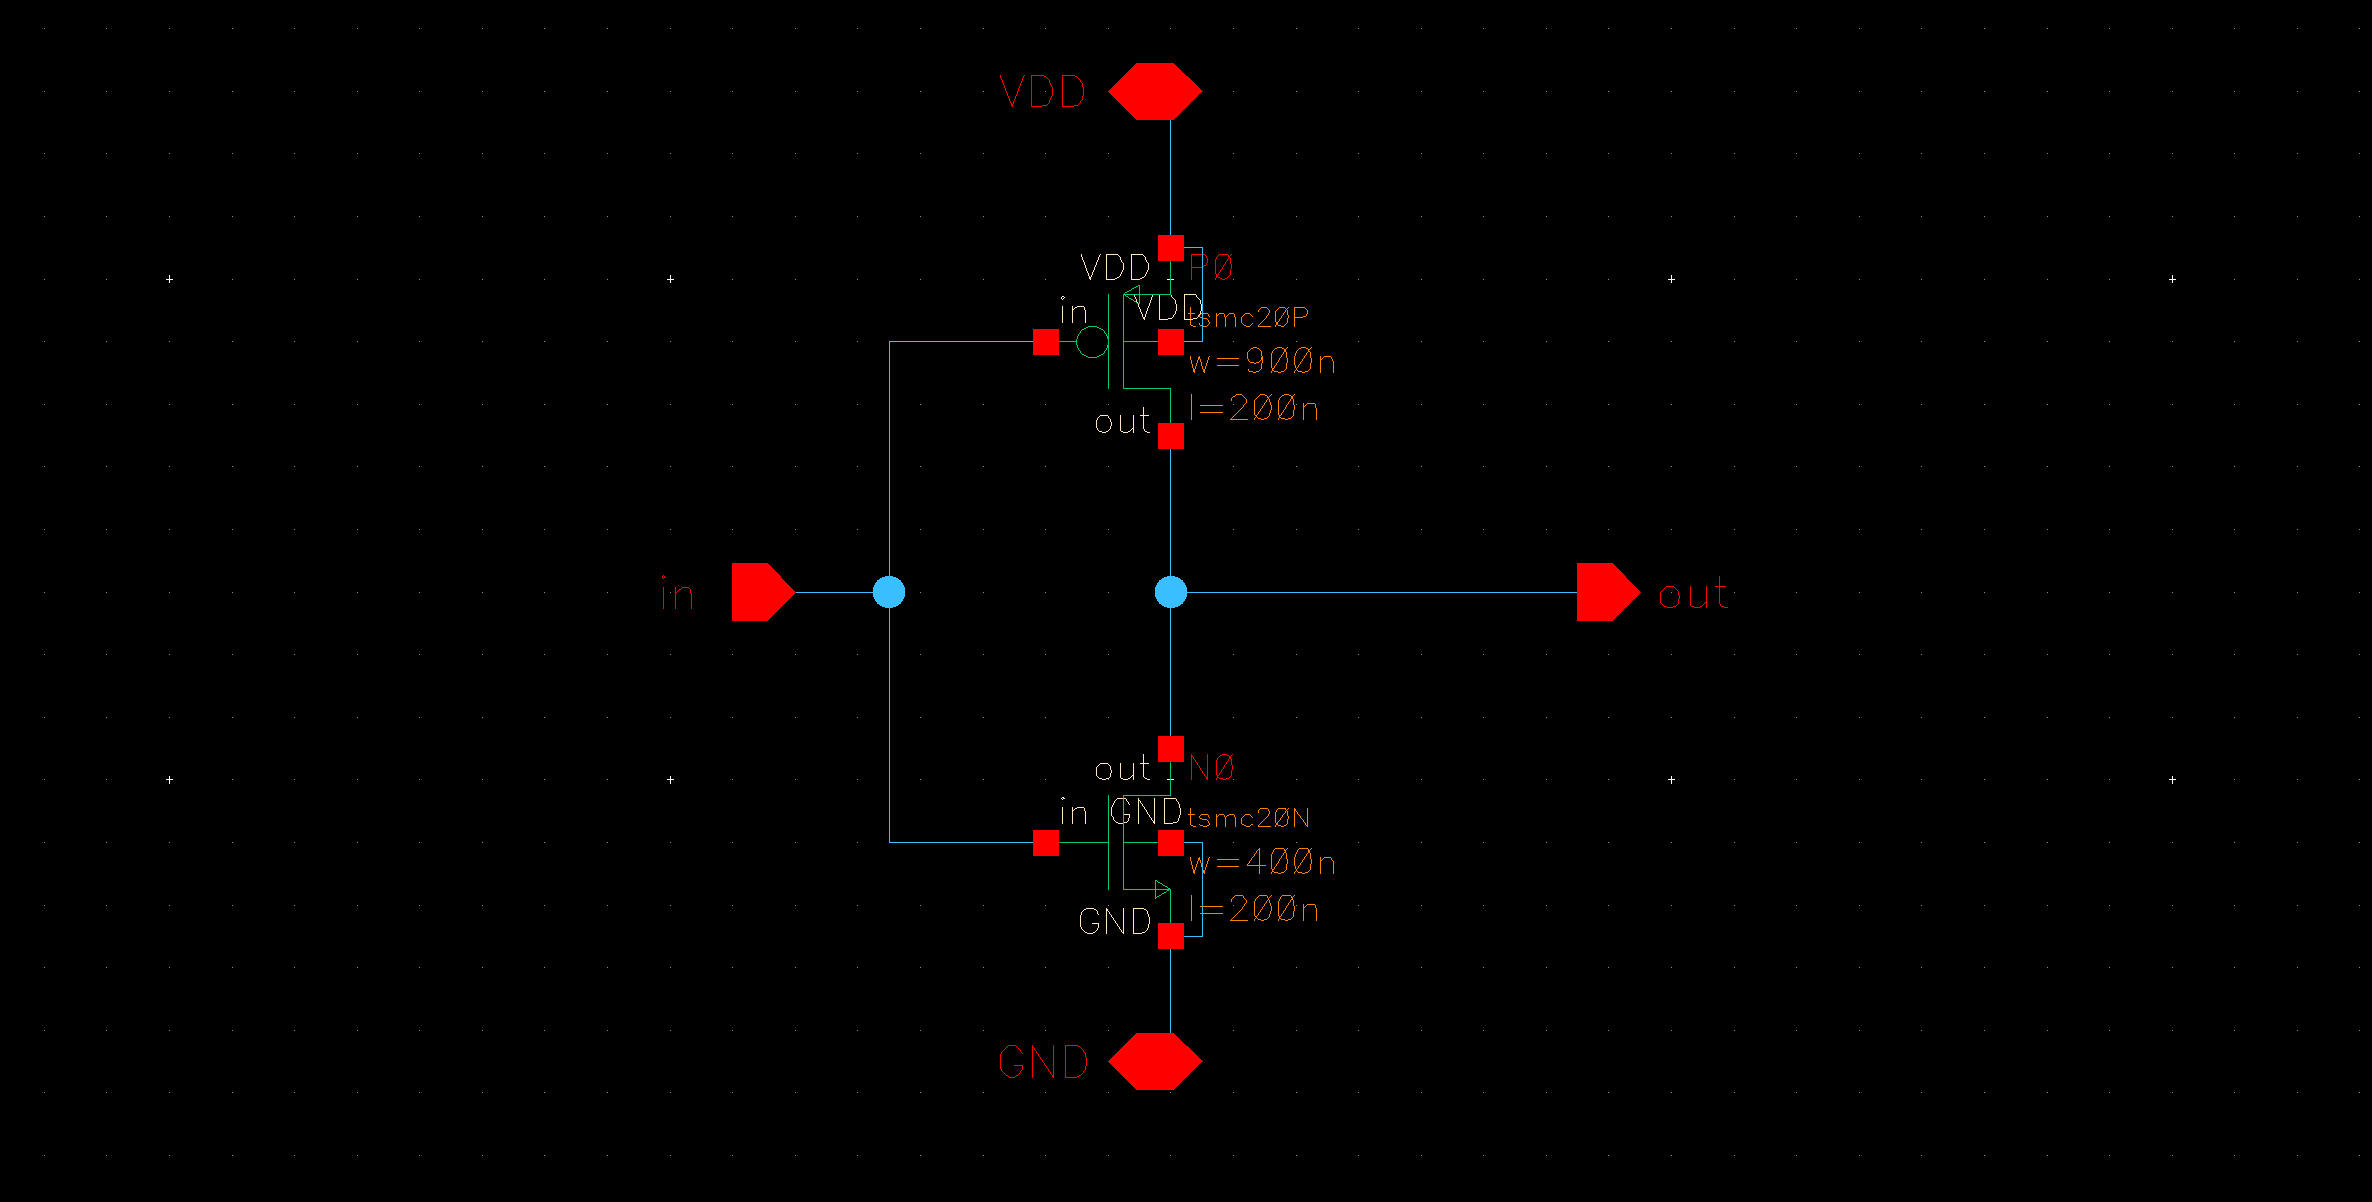 VDD
VDD P0
in VDD tsmc20P
w=900n
out l=200n
in
out
out N0
in GND tsmc20N
w=400n
GND l=200n
GND